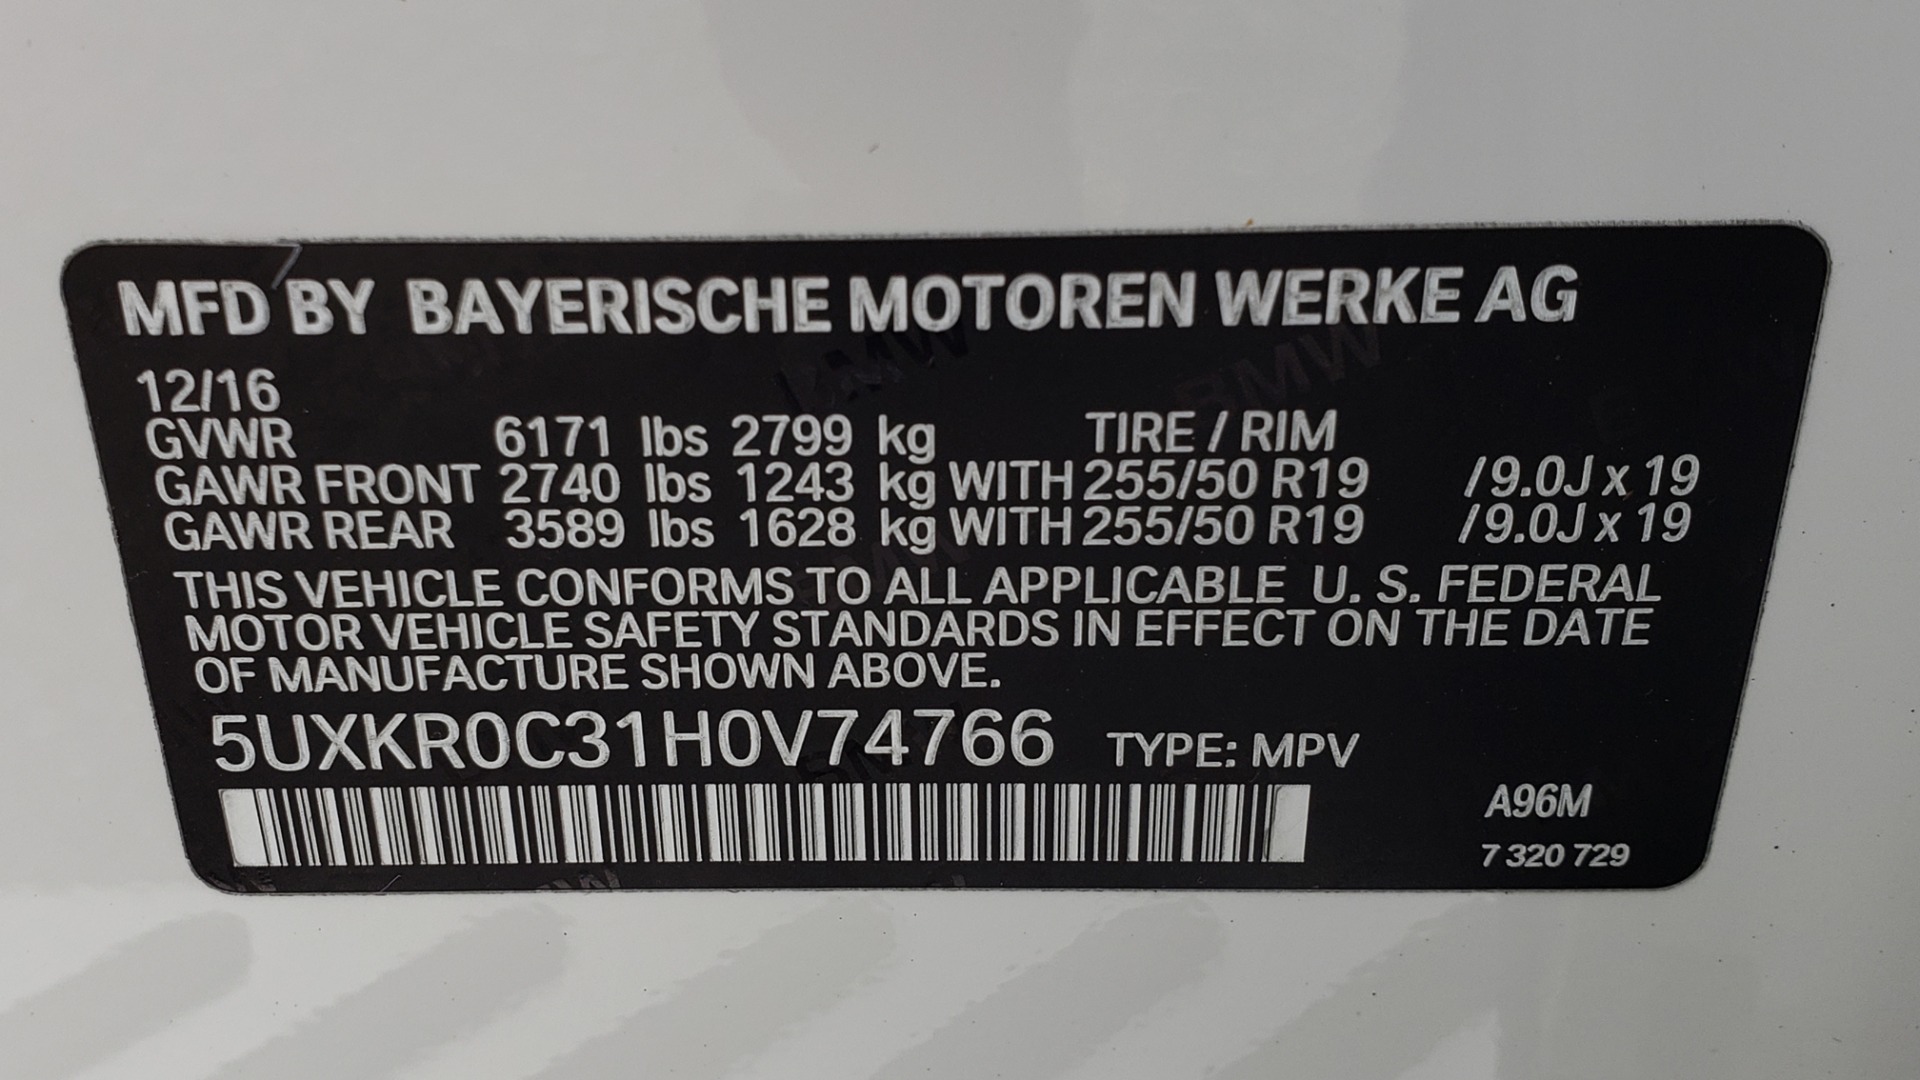 MFD BY BAYERISCHE MOTOREN WERKE AG
12/16
GVWR 6171 lbs 2799 kg TIRE / RIM
GAWR FRONT 2740 lbs 1243 kg WITH 255/50 R19 / 9.0J x 19
GAWR REAR 3589 lbs 1628 kg WITH 255/50 R19 / 9.0J x 19
THIS VEHICLE CONFORMS TO ALL APPLICABLE U. S. FEDERAL
MOTOR VEHICLE SAFETY STANDARDS IN EFFECT ON THE DATE
OF MANUFACTURE SHOWN ABOVE.
5UXKR0C31H0V74766 TYPE: MPV
A96M
7 320 729